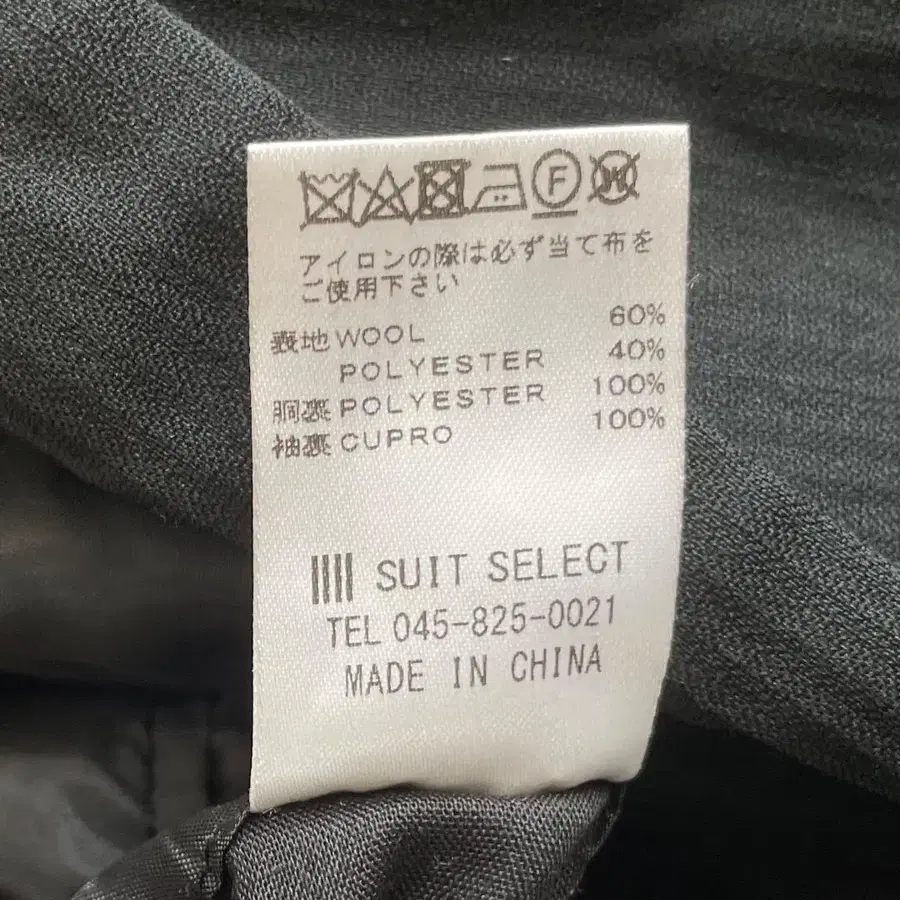 F W
アイロンの際は必ず当て布を
ご使用下さい
表地 WOOL 60%
POLYESTER 40%
胴裏 POLYESTER 100%
袖裏 CUPRO 100%
SUIT SELECT
TEL 045-825-0021
MADE IN CHINA